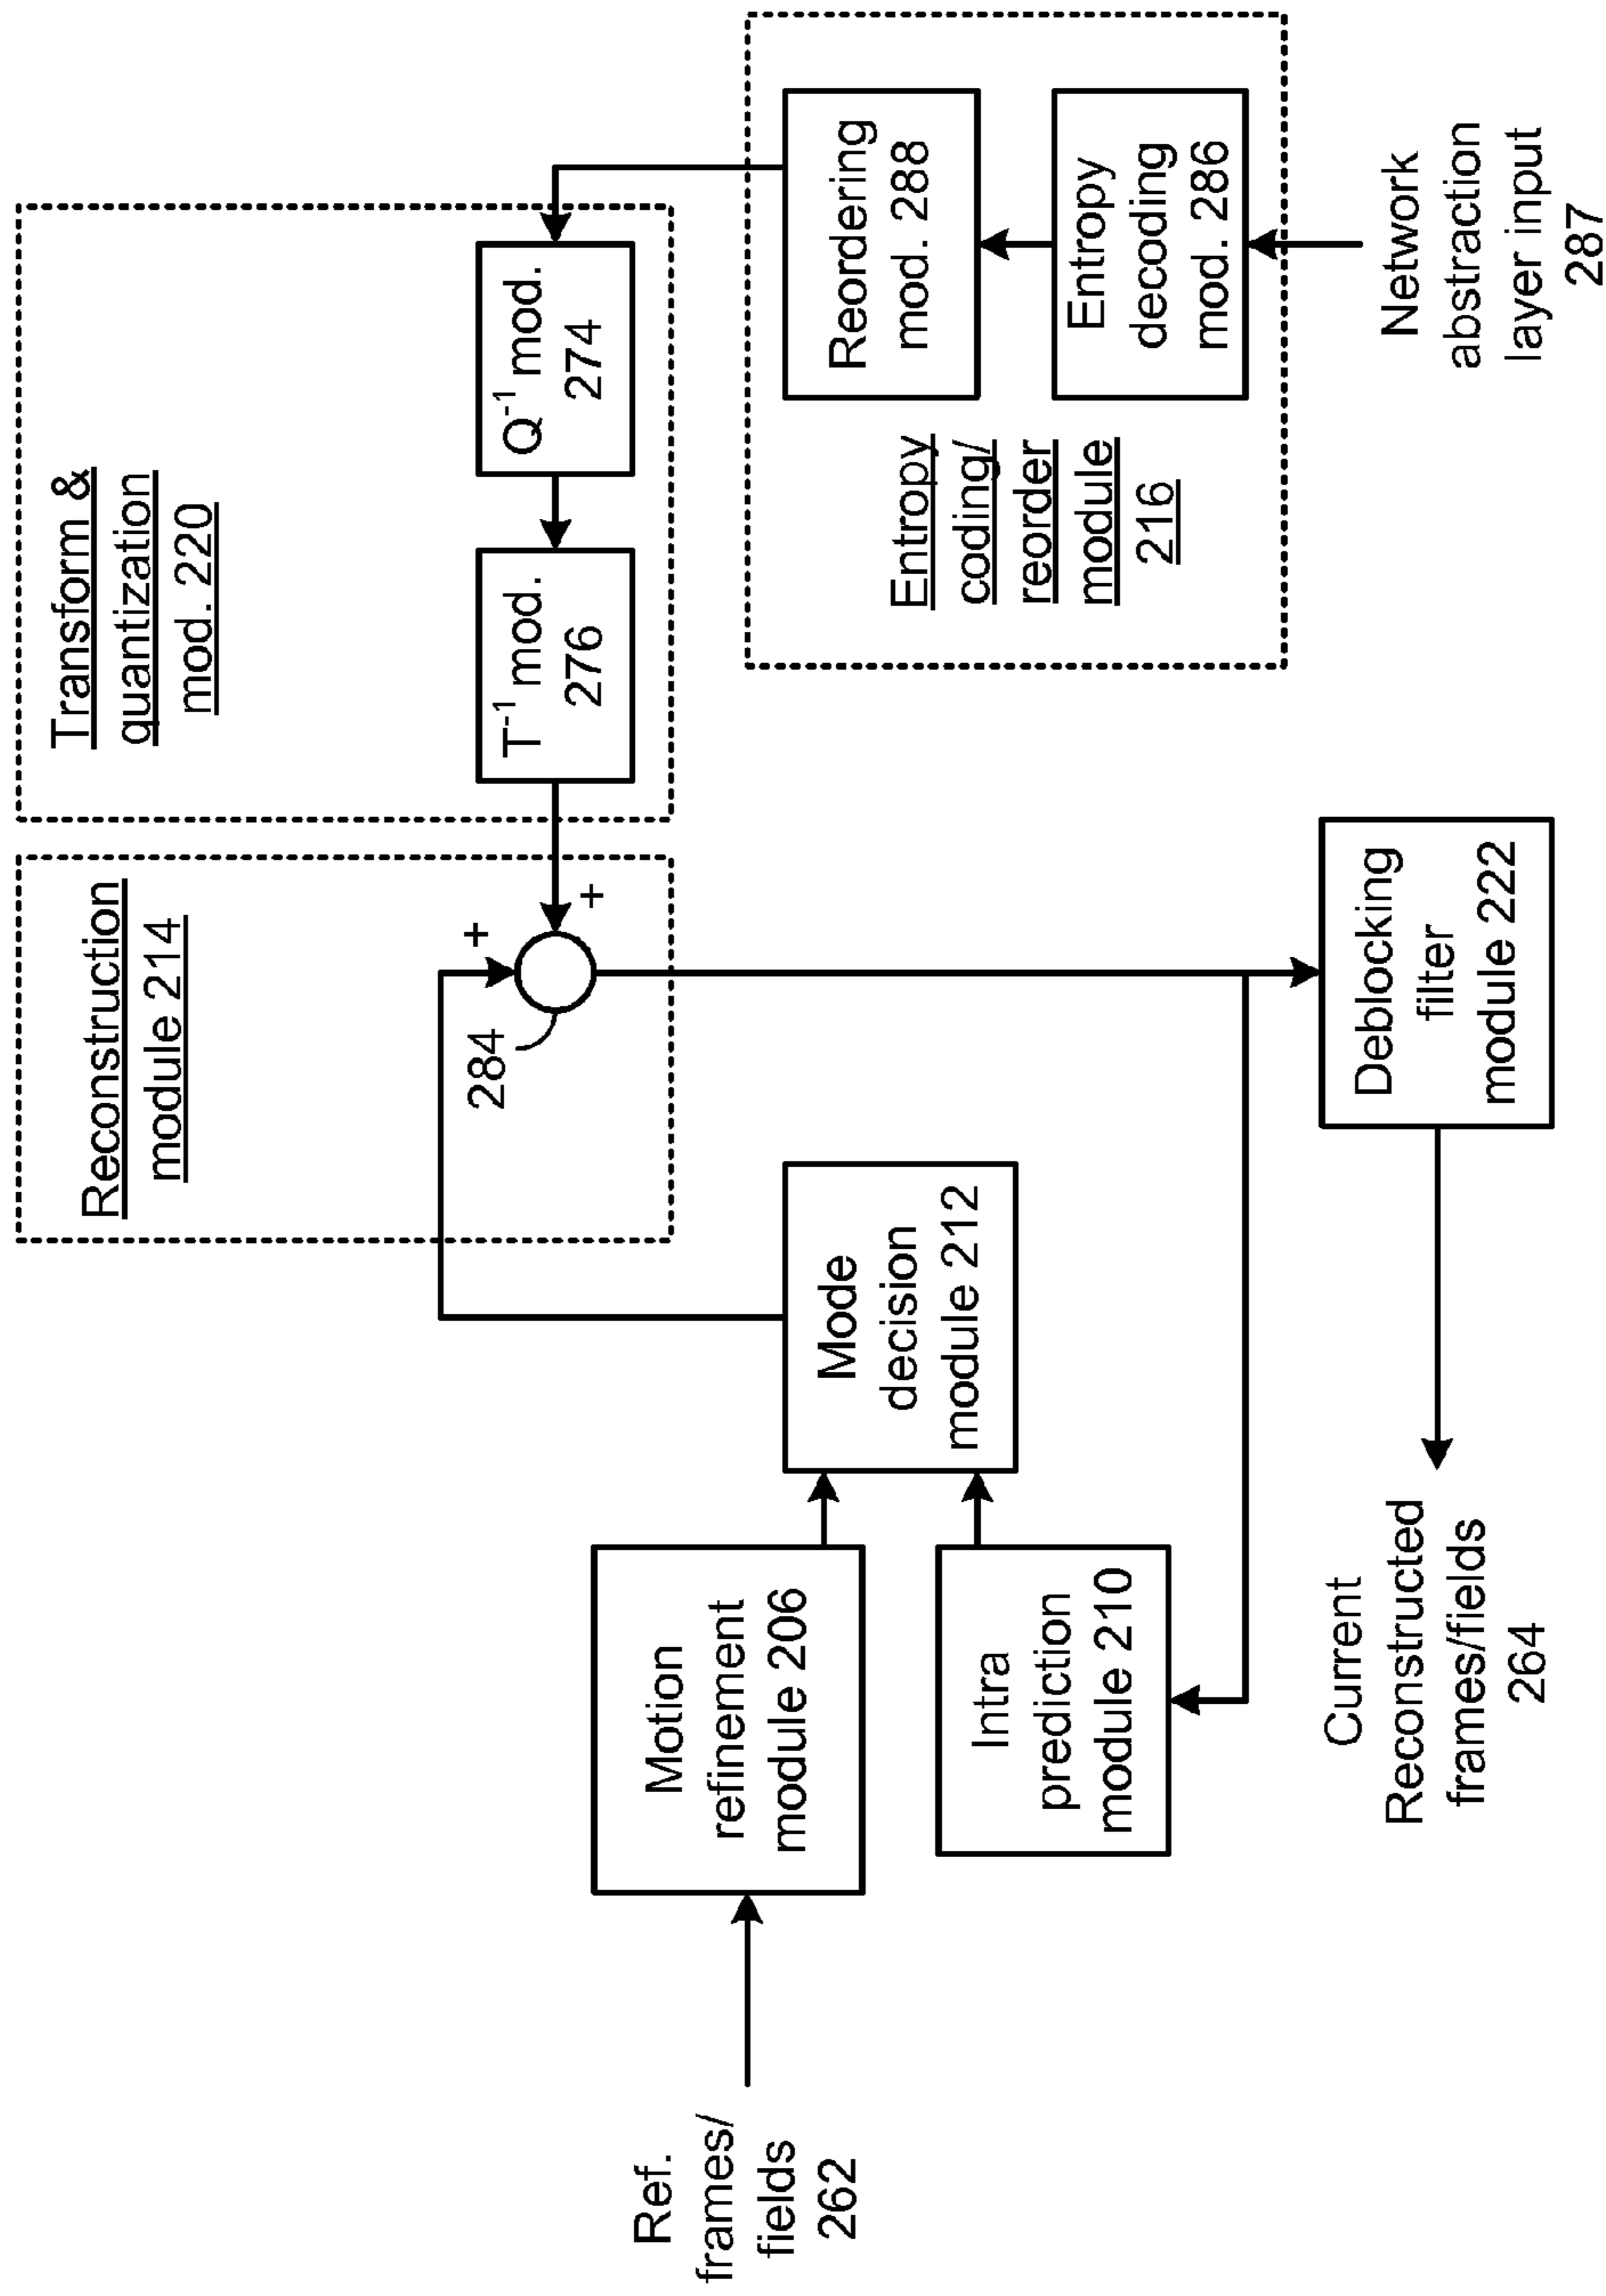 Transform &
quantization
mod. 220
Reconstruction
module 214
T-1 mod.
276
Q-1 mod.
274
+
+
284
Ref.
frames/
fields
262
Motion
refinement
module 206
Mode
decision
module 212
Intra
prediction
module 210
Entropy
coding/
reorder
module
216
Reordering
mod. 288
Entropy
decoding
mod. 286
Deblocking
filter
module 222
Current
Reconstructed
frames/fields
264
Network
abstraction
layer input
287